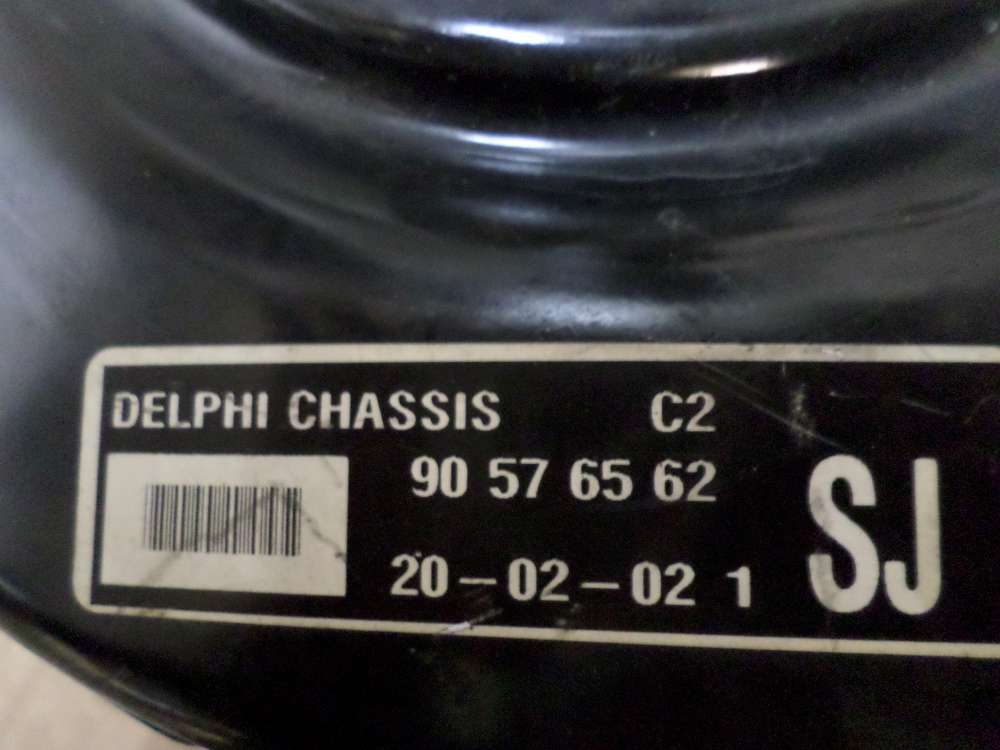 DELPHI CHASSIS C2
90 57 65 62
SJ
20-02-02 1